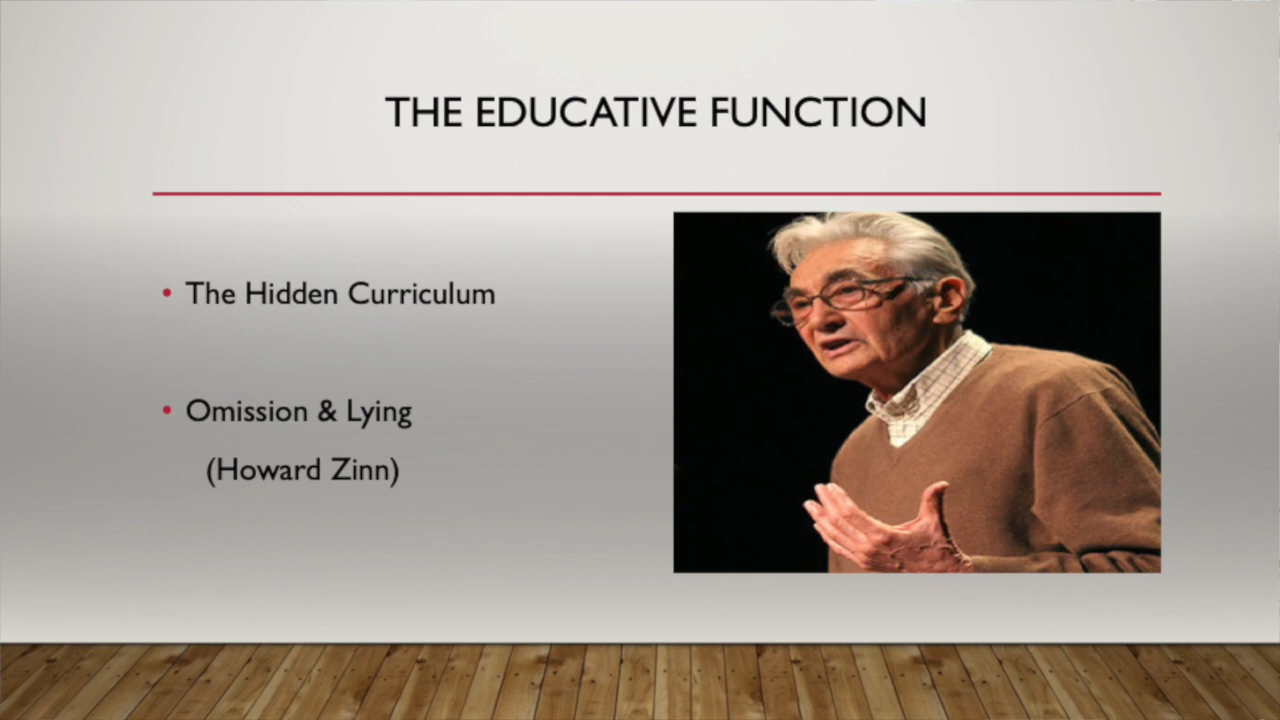 THE EDUCATIVE FUNCTION
• The Hidden Curriculum
• Omission & Lying
(Howard Zinn)